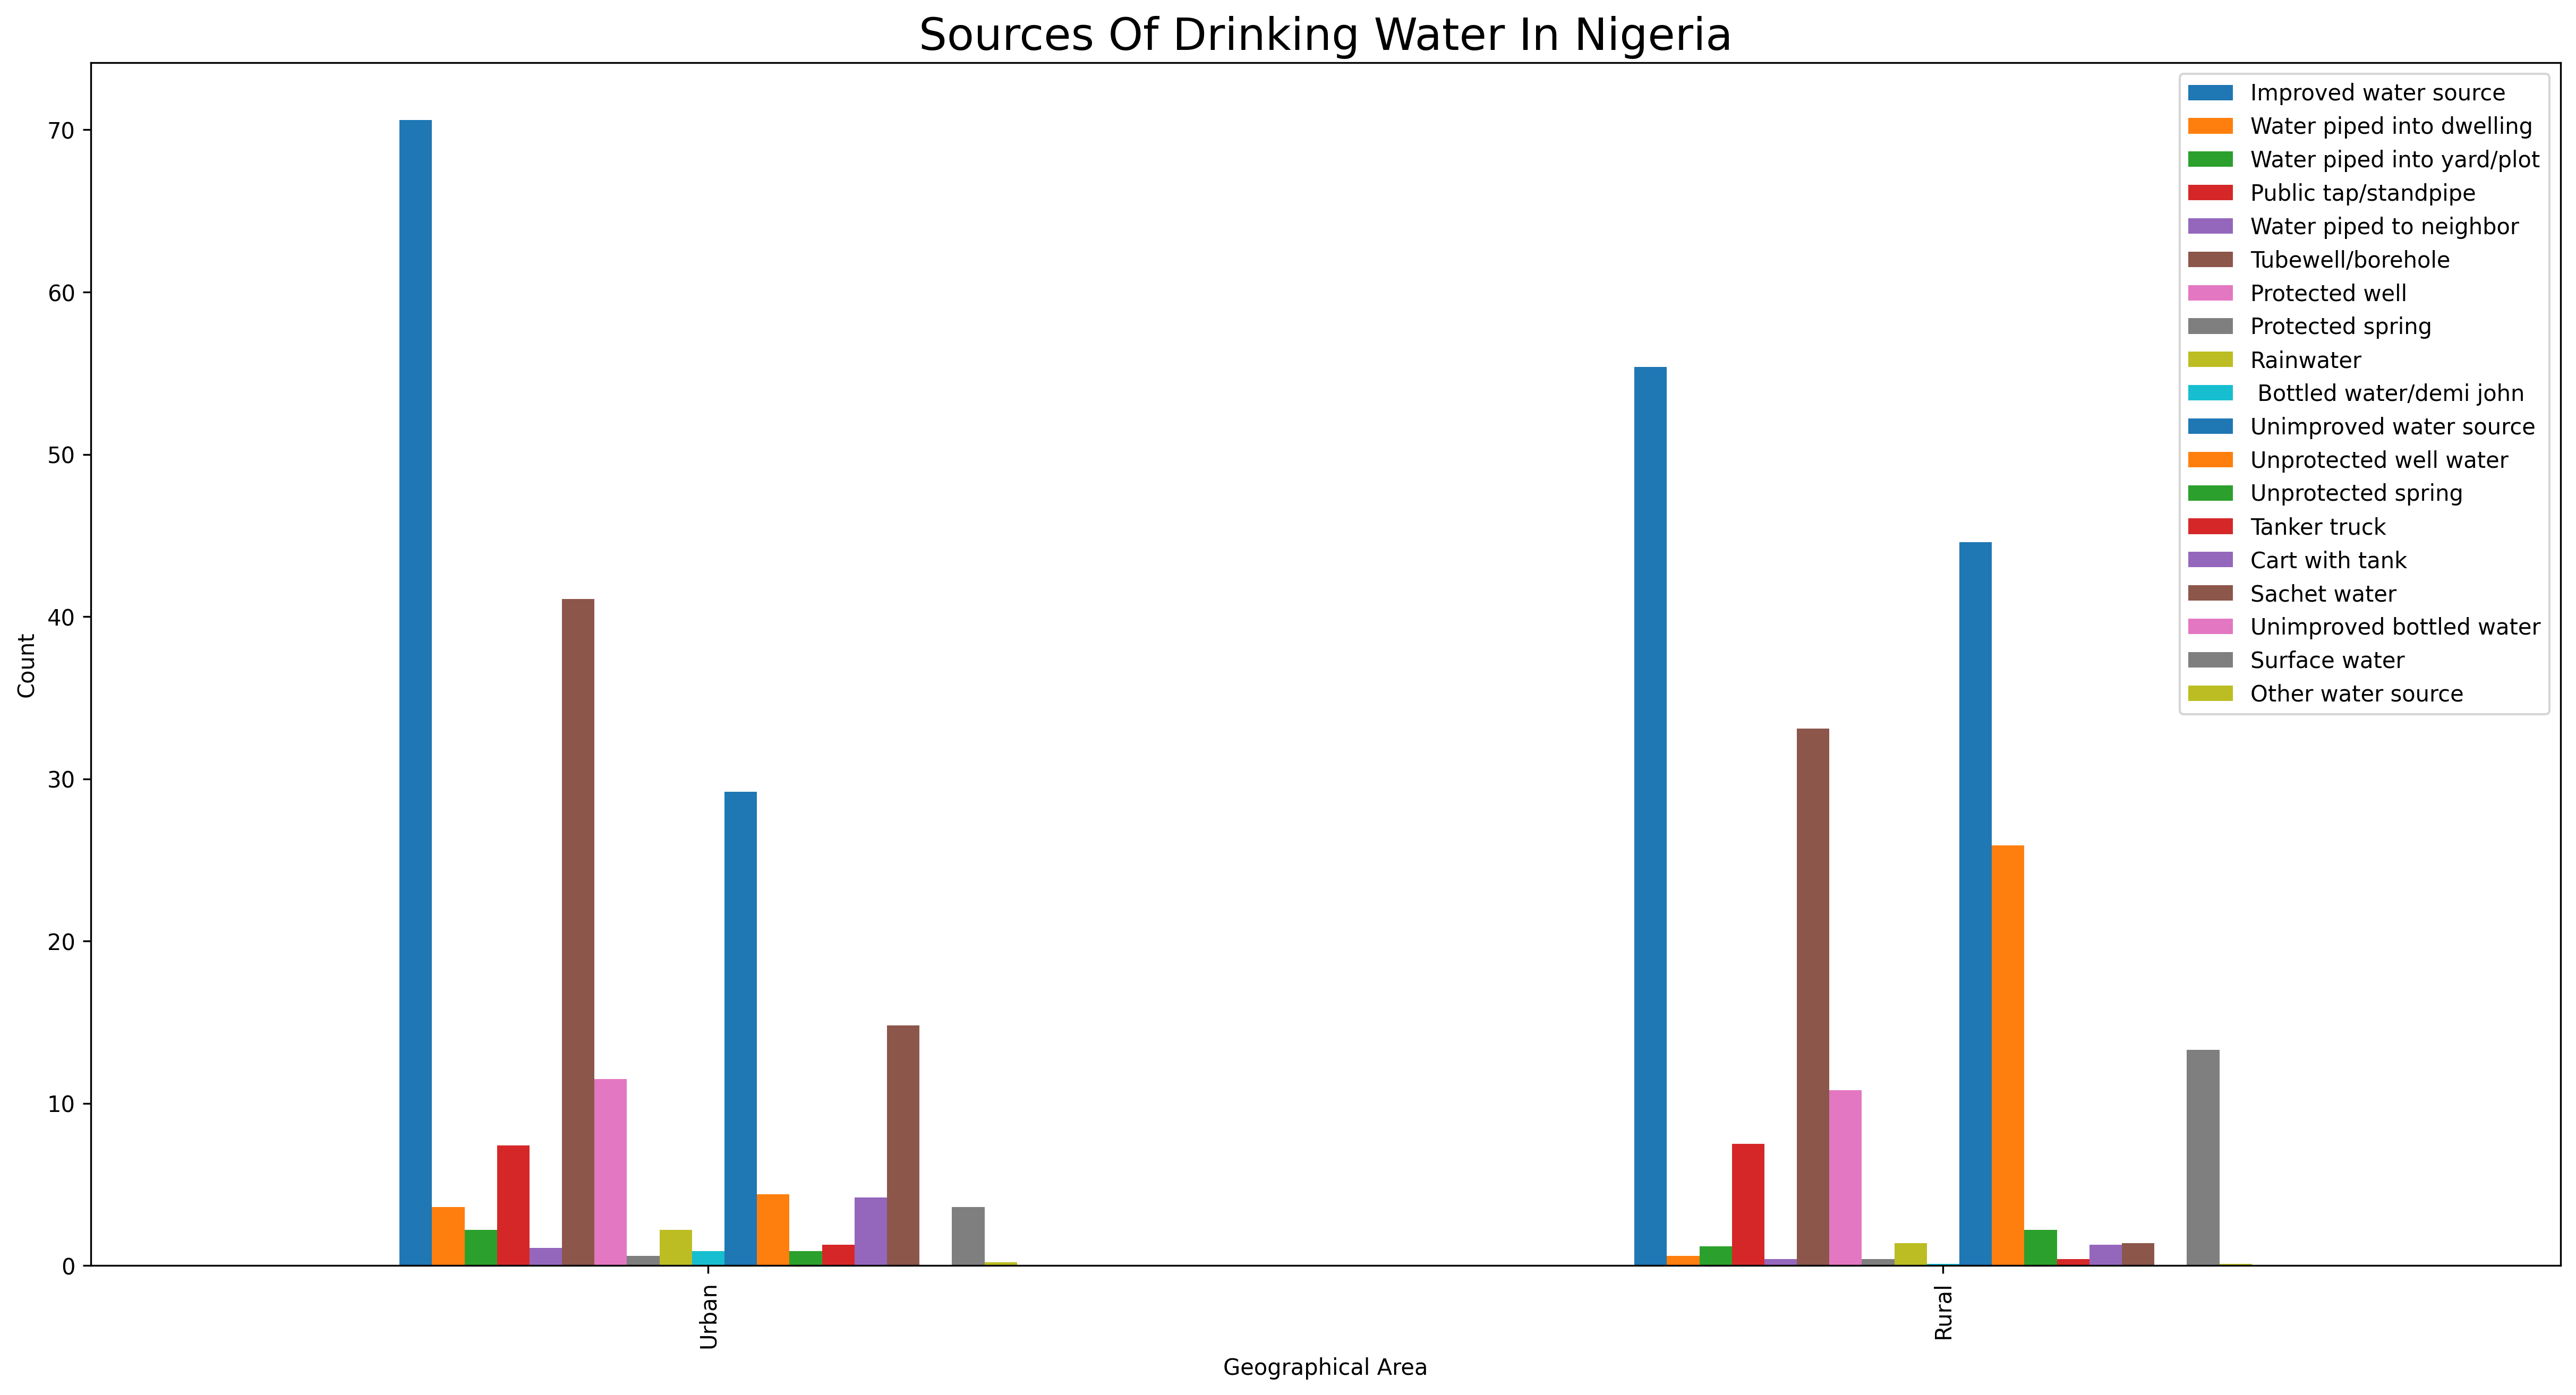 Sources Of Drinking Water In Nigeria
Improved water source
Water piped into dwelling
Water piped into yard/plot
Public tap/standpipe
Water piped to neighbor
Tubewell/borehole
Protected well
Protected spring
Rainwater
Bottled water/demi john
Unimproved water source
Unprotected well water
Unprotected spring
Tanker truck
Cart with tank
Sachet water
Unimproved bottled water
Surface water
Other water source
70
60
50
40
30
20
10
0
Count
Urban
Rural
Geographical Area